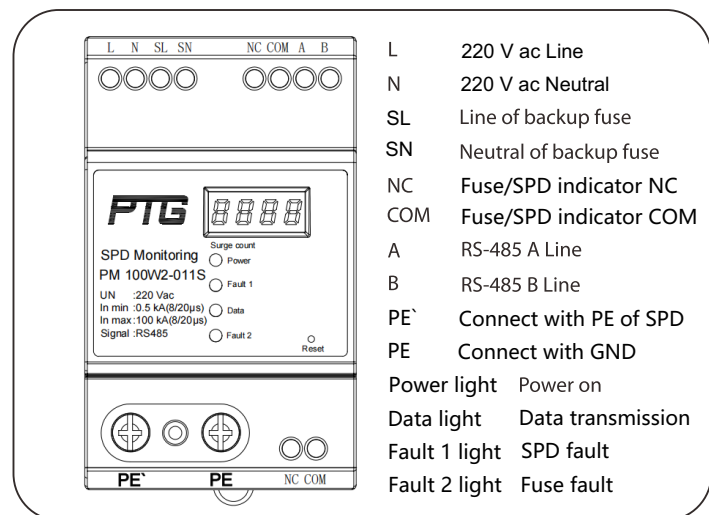 L N SL SN NC COM A B
PTG
8888
Surge count
SPD Monitoring
PM 100W2-011S
UN :220 Vac
In min :0.5 kA(8/20μs)
In max:100 kA(8/20μs)
Signal :RS485
Power
Fault 1
Data
Fault 2
Reset
PE` PE NC COM
L 220 V ac Line
N 220 V ac Neutral
SL Line of backup fuse
SN Neutral of backup fuse
NC Fuse/SPD indicator NC
COM Fuse/SPD indicator COM
A RS-485 A Line
B RS-485 B Line
PE` Connect with PE of SPD
PE Connect with GND
Power light Power on
Data light Data transmission
Fault 1 light SPD fault
Fault 2 light Fuse fault